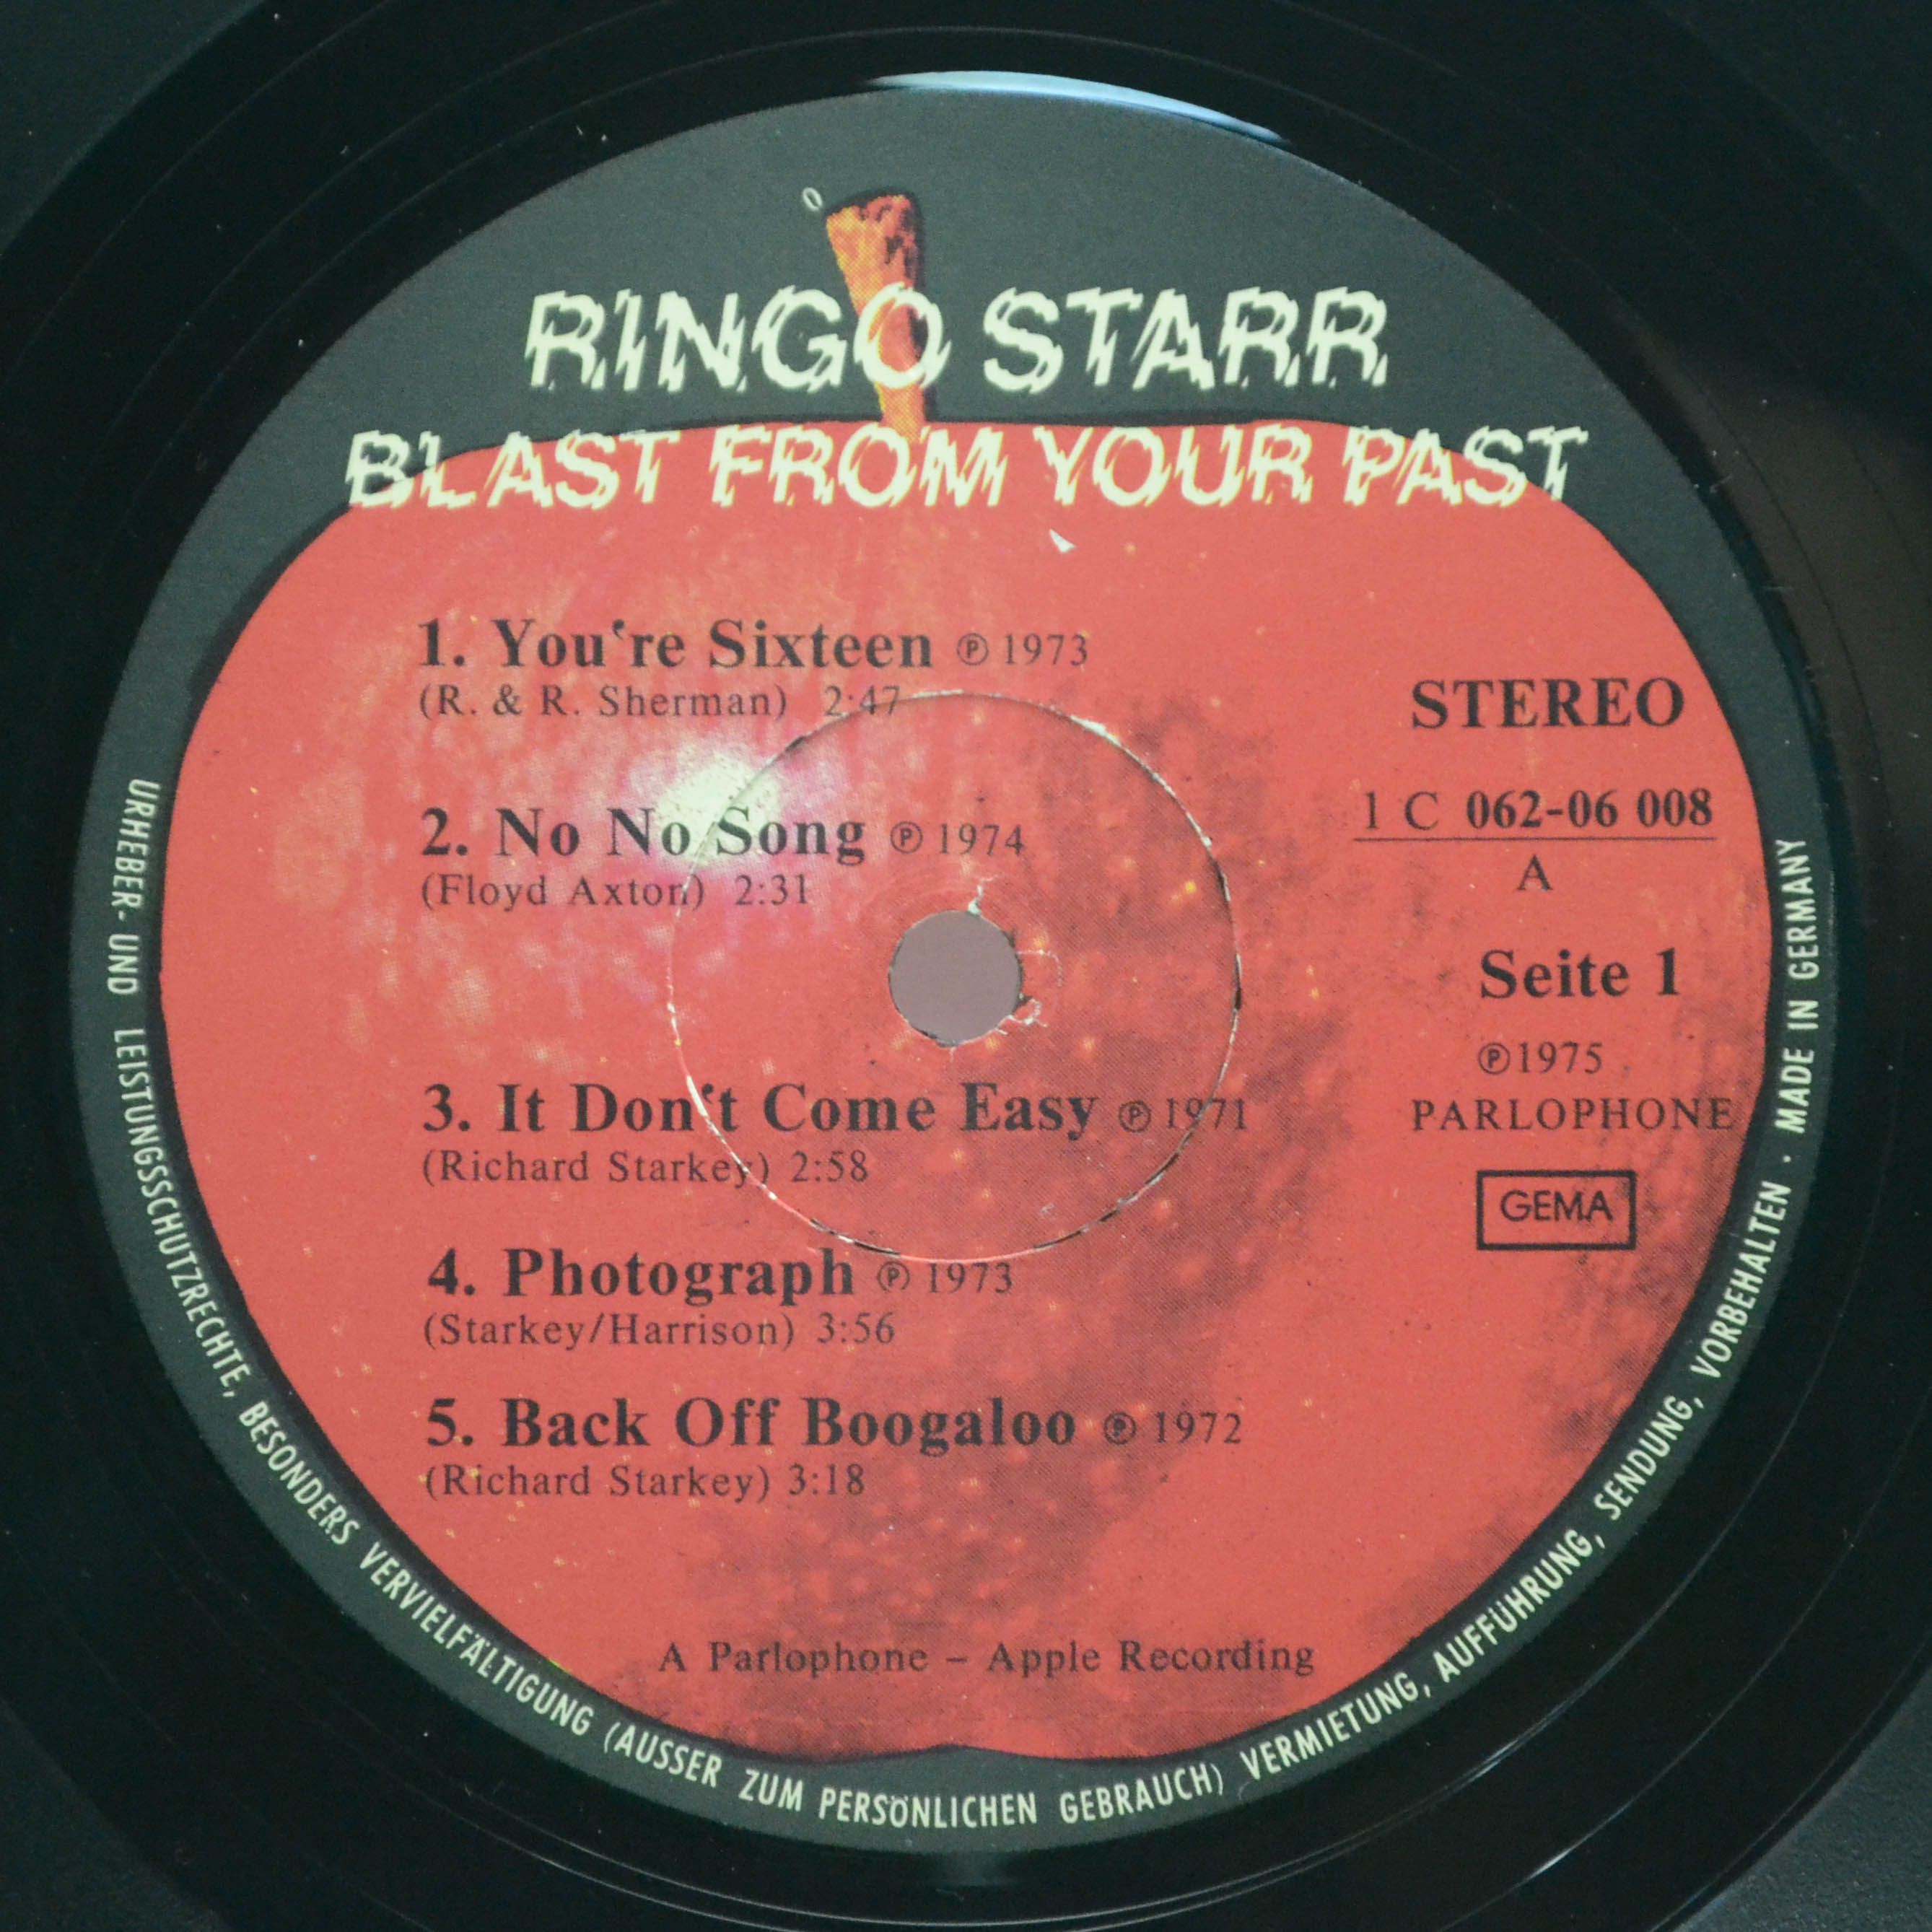 RINGO STARR
BLAST FROM YOUR PAST
1. You're Sixteen ℗ 1973
(R. & R. Sherman) 2:47
2. No No Song ℗ 1974
(Floyd Axton) 2:31
3. It Don't Come Easy ℗ 1971
(Richard Starkey) 2:58
4. Photograph ℗ 1973
(Starkey/Harrison) 3:56
5. Back Off Boogaloo ℗ 1972
(Richard Starkey) 3:18
STEREO
1 C 062-06 008
A
Seite 1
℗1975
PARLOPHONE
GEMA
A Parlophone – Apple Recording
URHEBER- UND LEISTUNGSSCHUTZRECHTE, BESONDERS VERVIELFÄLTIGUNG (AUSSER ZUM PERSÖNLICHEN GEBRAUCH) VERMIETUNG, AUFFÜHRUNG, SENDUNG, VORBEHALTEN · MADE IN GERMANY